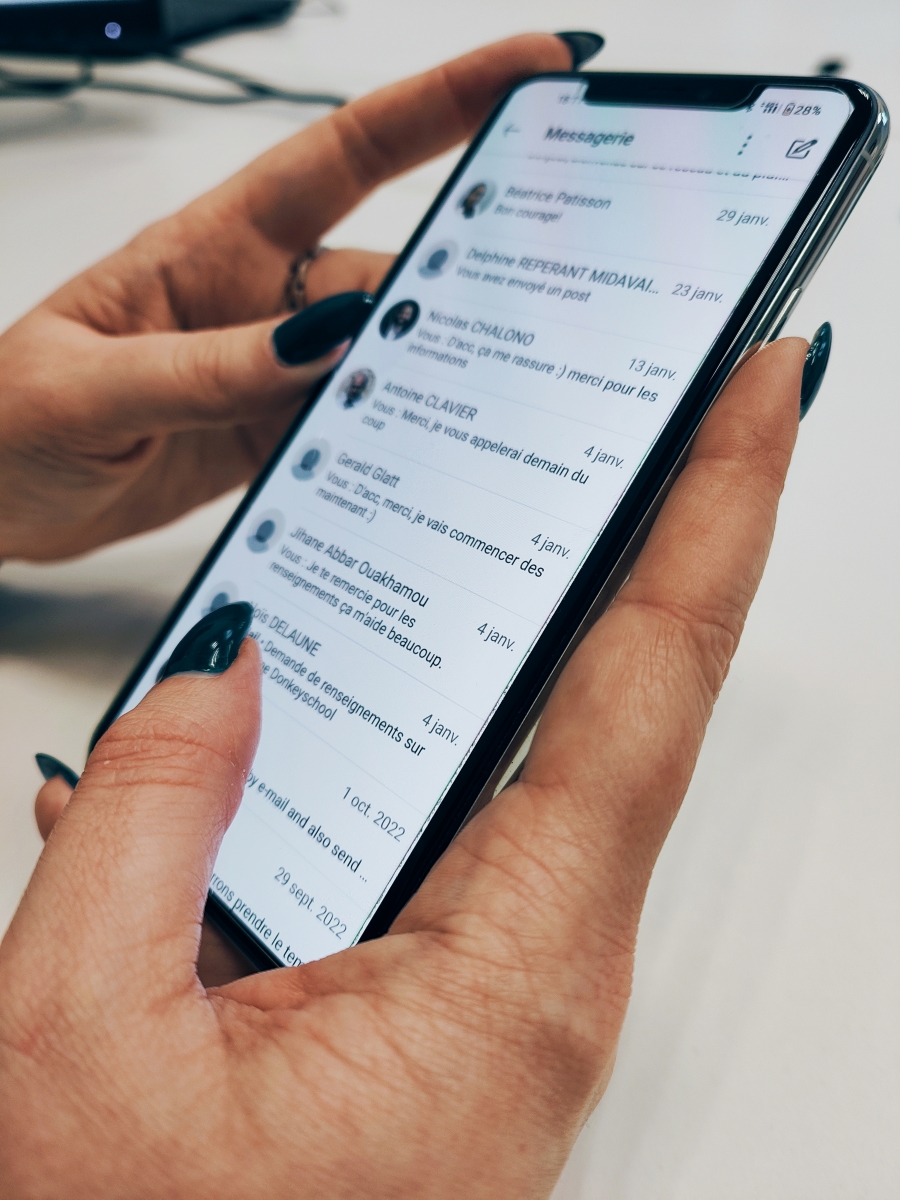 28%
Messagerie
Béatrice Patisson
29 janv.
Bon courage!
Delphine REPERANT MIDAVAI...
23 janv.
Vous avez envoyé un post
Nicolas CHALONO
13 janv.
Vous : D'acc, ça me rassure :) merci pour les
informations
Antoine CLAVIER
4 janv.
Vous : Merci, je vous appelerai demain du
coup
Gerald Glatt
4 janv.
Vous : D'acc, merci, je vais commencer des
maintenant :)
Jihane Abbar Ouakhamou
4 janv.
Vous : Je te remercie pour les
renseignements ça m'aide beaucoup.
DELAUNE
4 janv.
Demande de renseignements sur
Donkeyschool
1 oct. 2022
by e-mail and also send ...
29 sept. 2022
prendre le